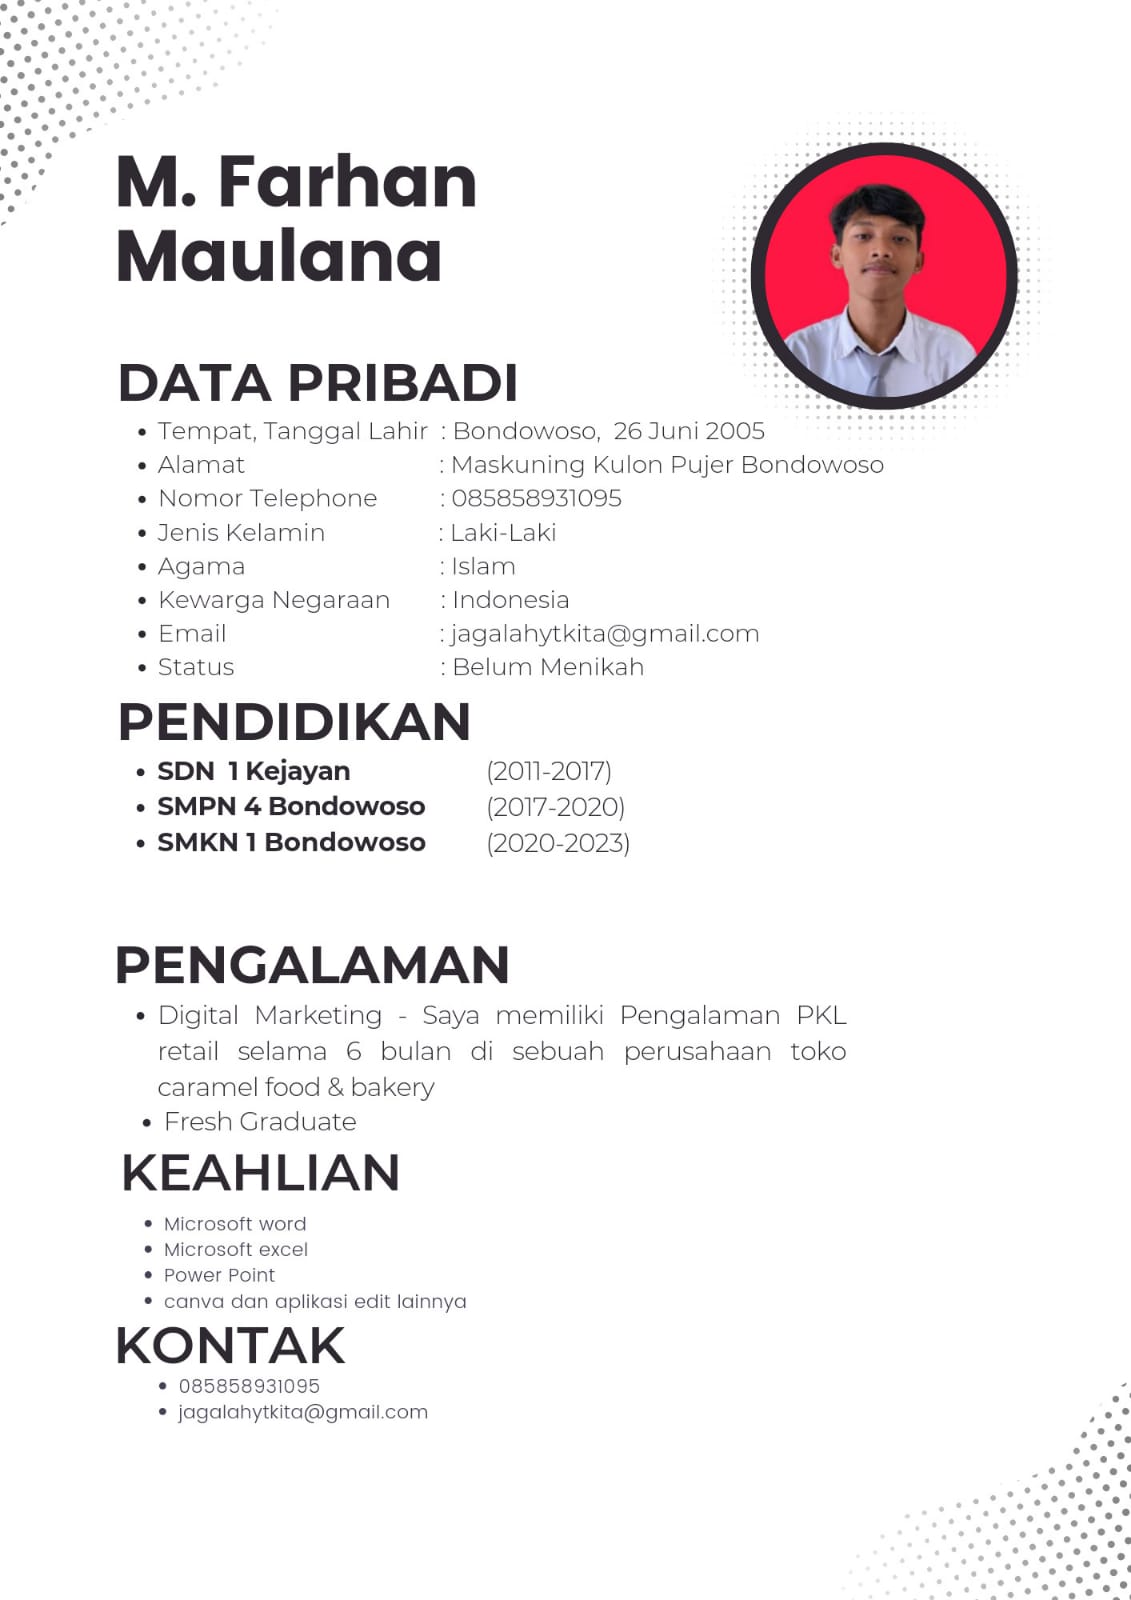 M. Farhan
Maulana
DATA PRIBADI
• Tempat, Tanggal Lahir : Bondowoso, 26 Juni 2005
• Alamat : Maskuning Kulon Pujer Bondowoso
• Nomor Telephone : 085858931095
• Jenis Kelamin : Laki-Laki
• Agama : Islam
• Kewarga Negaraan : Indonesia
• Email : jagalahytkita@gmail.com
• Status : Belum Menikah
PENDIDIKAN
• SDN 1 Kejayan (2011-2017)
• SMPN 4 Bondowoso (2017-2020)
• SMKN 1 Bondowoso (2020-2023)
PENGALAMAN
• Digital Marketing - Saya memiliki Pengalaman PKL
retail selama 6 bulan di sebuah perusahaan toko
caramel food & bakery
• Fresh Graduate
KEAHLIAN
• Microsoft word
• Microsoft excel
• Power Point
• canva dan aplikasi edit lainnya
KONTAK
• 085858931095
• jagalahytkita@gmail.com